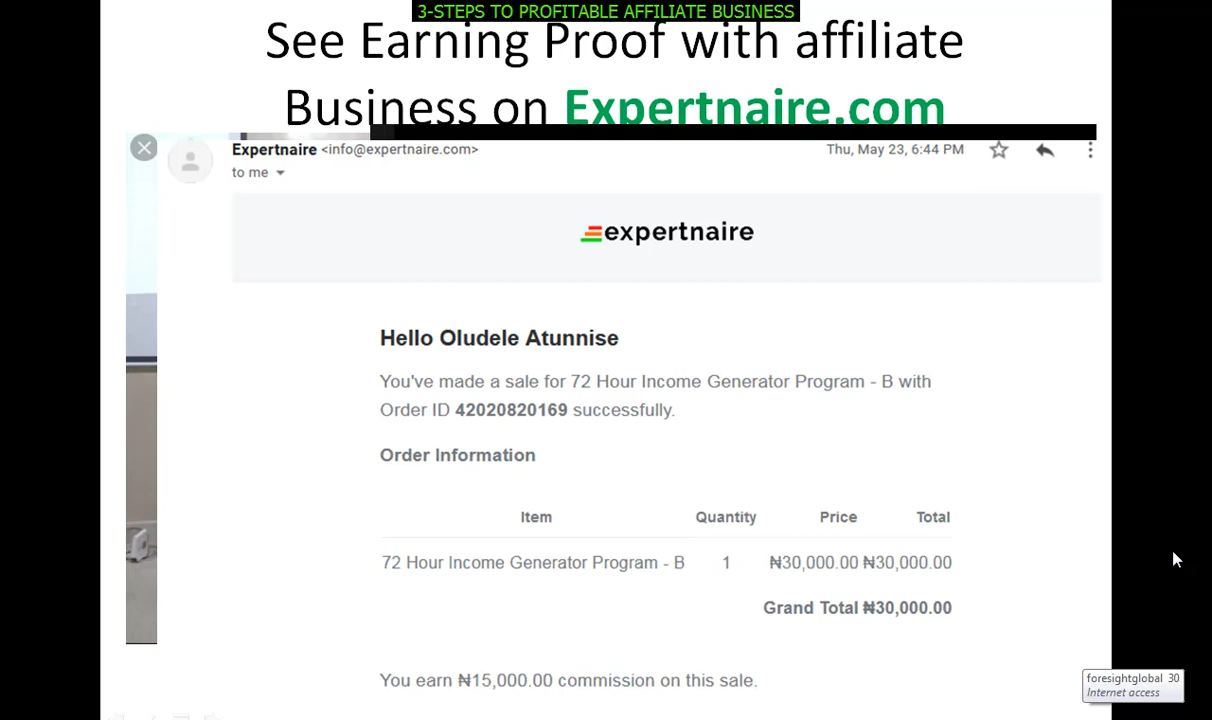 3-STEPS TO PROFITABLE AFFILIATE BUSINESS
See Earning Proof with affiliate
Business on Expertnaire.com
Expertnaire <info@expertnaire.com>
Thu, May 23, 6:44 PM
to me
expertnaire
Hello Oludele Atunnise
You've made a sale for 72 Hour Income Generator Program - B with
Order ID 42020820169 successfully.
Order Information
Item Quantity Price Total
72 Hour Income Generator Program - B 1 ₦30,000.00 ₦30,000.00
Grand Total ₦30,000.00
You earn ₦15,000.00 commission on this sale.
foresightglobal 30
Internet access